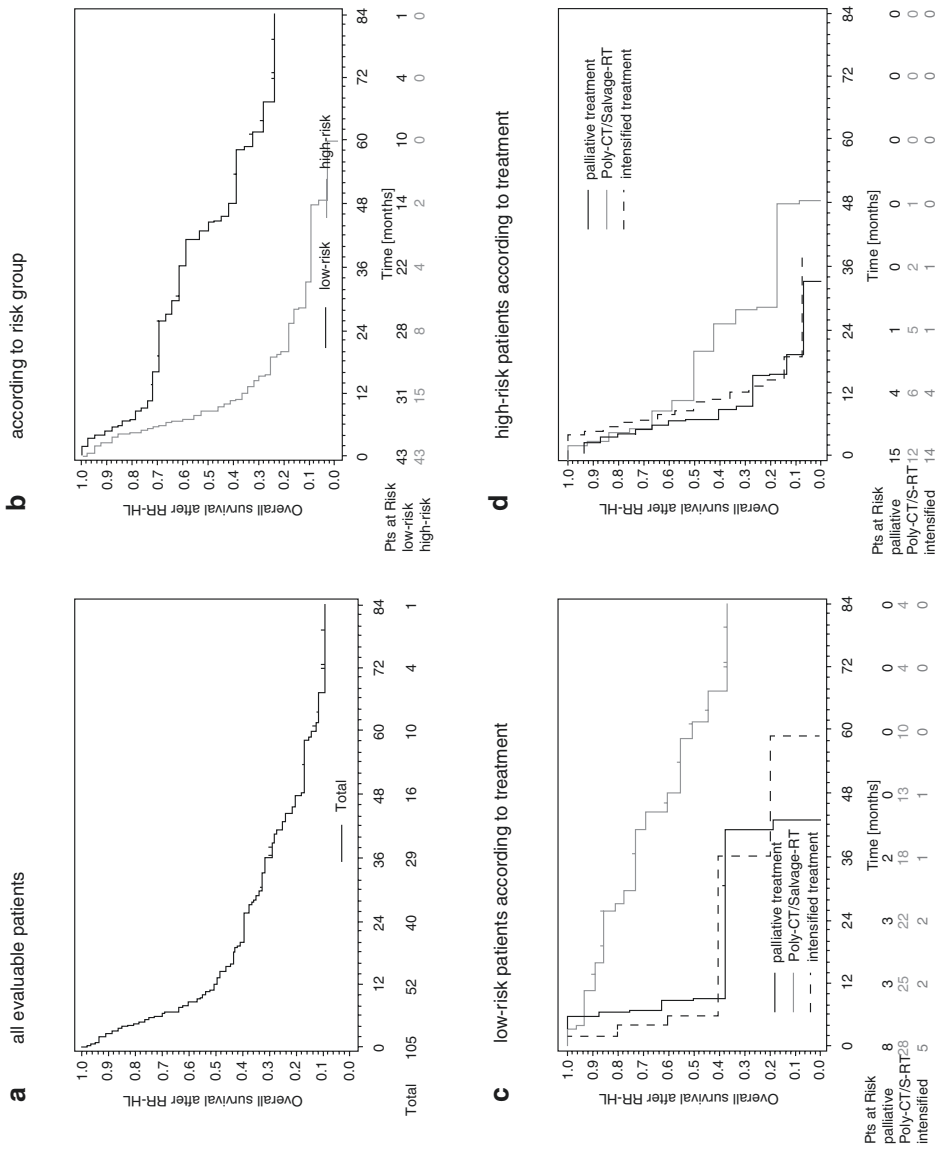 a
all evaluable patients
Overall survival after RR-HL
1.0
0.9
0.8
0.7
0.6
0.5
0.4
0.3
0.2
0.1
0.0
Total
0 12 24 36 48 60 72 84
Total 105 52 40 29 16 10 4 1
b
according to risk group
Overall survival after RR-HL
1.0
0.9
0.8
0.7
0.6
0.5
0.4
0.3
0.2
0.1
0.0
low-risk high-risk
0 12 24 36 48 60 72 84
Time [months]
Pts at Risk
low-risk 43 31 28 22 14 10 4 1
high-risk 43 15 8 4 2 0 0 0
c
low-risk patients according to treatment
Overall survival after RR-HL
1.0
0.9
0.8
0.7
0.6
0.5
0.4
0.3
0.2
0.1
0.0
palliative treatment
Poly-CT/Salvage-RT
intensified treatment
0 12 24 36 48 60 72 84
Time [months]
Pts at Risk
palliative 8 3 3 2 0 0 0 0
Poly-CT/S-RT 28 25 22 18 13 10 4 4
intensified 5 2 2 1 1 0 0 0
d
high-risk patients according to treatment
Overall survival after RR-HL
1.0
0.9
0.8
0.7
0.6
0.5
0.4
0.3
0.2
0.1
0.0
palliative treatment
Poly-CT/Salvage-RT
intensified treatment
0 12 24 36 48 60 72 84
Time [months]
Pts at Risk
palliative 15 4 1 0 0 0 0 0
Poly-CT/S-RT 12 6 5 2 1 0 0 0
intensified 14 4 1 1 0 0 0 0